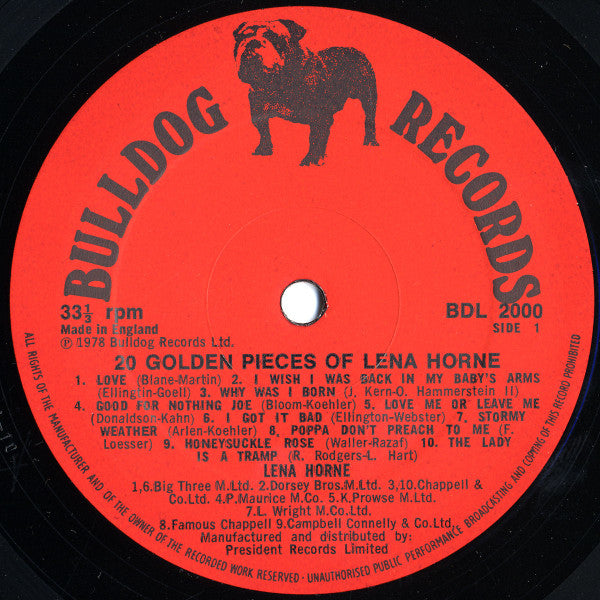 BULLDOG RECORDS
33⅓ rpm
Made in England
℗ 1978 Bulldog Records Ltd.
BDL 2000
SIDE 1
20 GOLDEN PIECES OF LENA HORNE
1. LOVE (Blane-Martin) 2. I WISH I WAS BACK IN MY BABY'S ARMS
(Ellington-Goell) 3. WHY WAS I BORN (J. Kern-O. Hammerstein II)
4. GOOD FOR NOTHING JOE (Bloom-Koehler) 5. LOVE ME OR LEAVE ME
(Donaldson-Kahn) 6. I GOT IT BAD (Ellington-Webster) 7. STORMY
WEATHER (Arlen-Koehler) 8. POPPA DON'T PREACH TO ME (F.
Loesser) 9. HONEYSUCKLE ROSE (Waller-Razaf) 10. THE LADY
IS A TRAMP (R. Rodgers-L. Hart)
LENA HORNE
1,6.Big Three M.Ltd. 2.Dorsey Bros.M.Ltd. 3,10.Chappell &
Co.Ltd. 4.P.Maurice M.Co. 5.K.Prowse M.Ltd.
7.L. Wright M.Co.Ltd.
8.Famous Chappell 9.Campbell Connelly & Co.Ltd.
Manufactured and distributed by:
President Records Limited
ALL RIGHTS OF THE MANUFACTURER AND OF THE OWNER OF THE RECORDED WORK RESERVED - UNAUTHORISED PUBLIC PERFORMANCE BROADCASTING AND COPYING OF THIS RECORD PROHIBITED